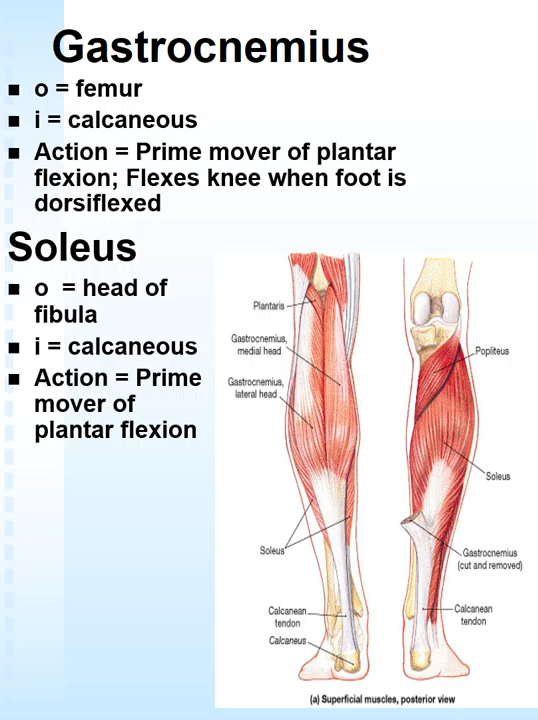 Gastrocnemius
■ o = femur
■ i = calcaneous
■ Action = Prime mover of plantar
flexion; Flexes knee when foot is
dorsiflexed
Soleus
■ o  = head of
fibula
■ i = calcaneous
■ Action = Prime
mover of
plantar flexion
Plantaris
Gastrocnemius,
medial head
Gastrocnemius,
lateral head
Soleus
Calcanean
tendon
Calcaneus
Popliteus
Soleus
Gastrocnemius
(cut and removed)
Calcanean
tendon
(a) Superficial muscles, posterior view